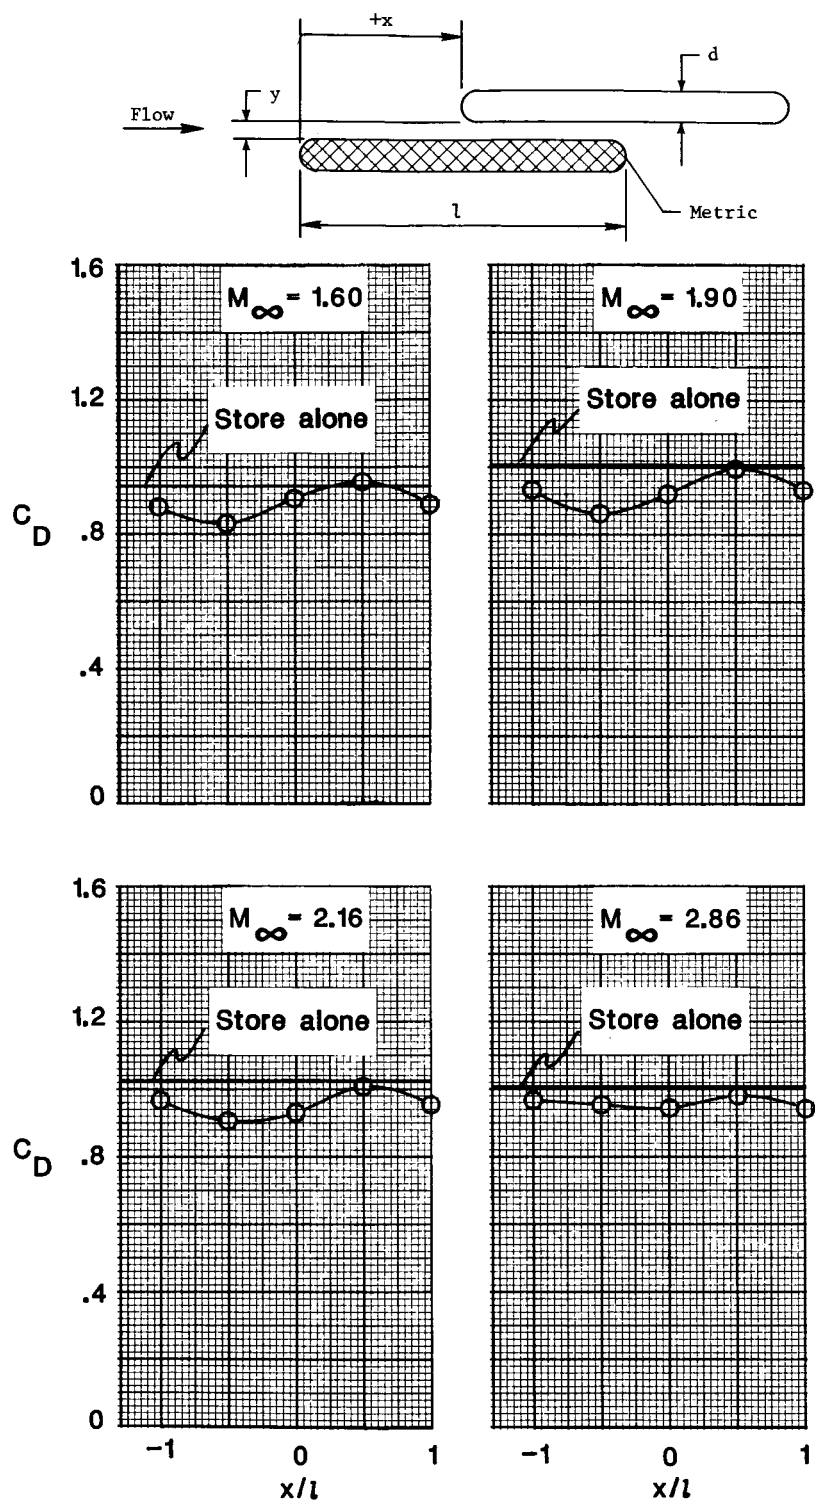 +x
d
y
Flow
l
Metric
1.6
1.2
.8
.4
0
C_D
M∞ = 1.60
Store alone
M∞ = 1.90
Store alone
1.6
1.2
.8
.4
0
C_D
M∞ = 2.16
Store alone
M∞ = 2.86
Store alone
-1 0 1
x/l
-1 0 1
x/l